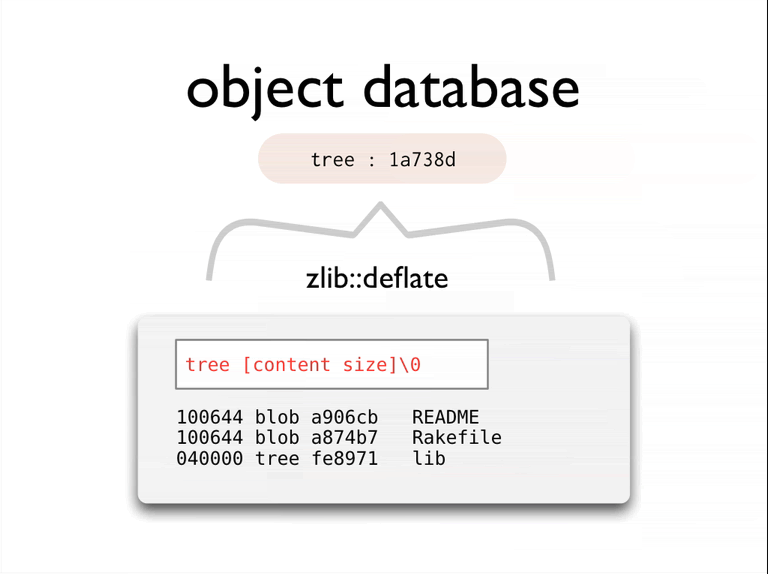 object database
tree : 1a738d
zlib::deflate
tree [content size]\0
100644 blob a906cb   README
100644 blob a874b7   Rakefile
040000 tree fe8971   lib